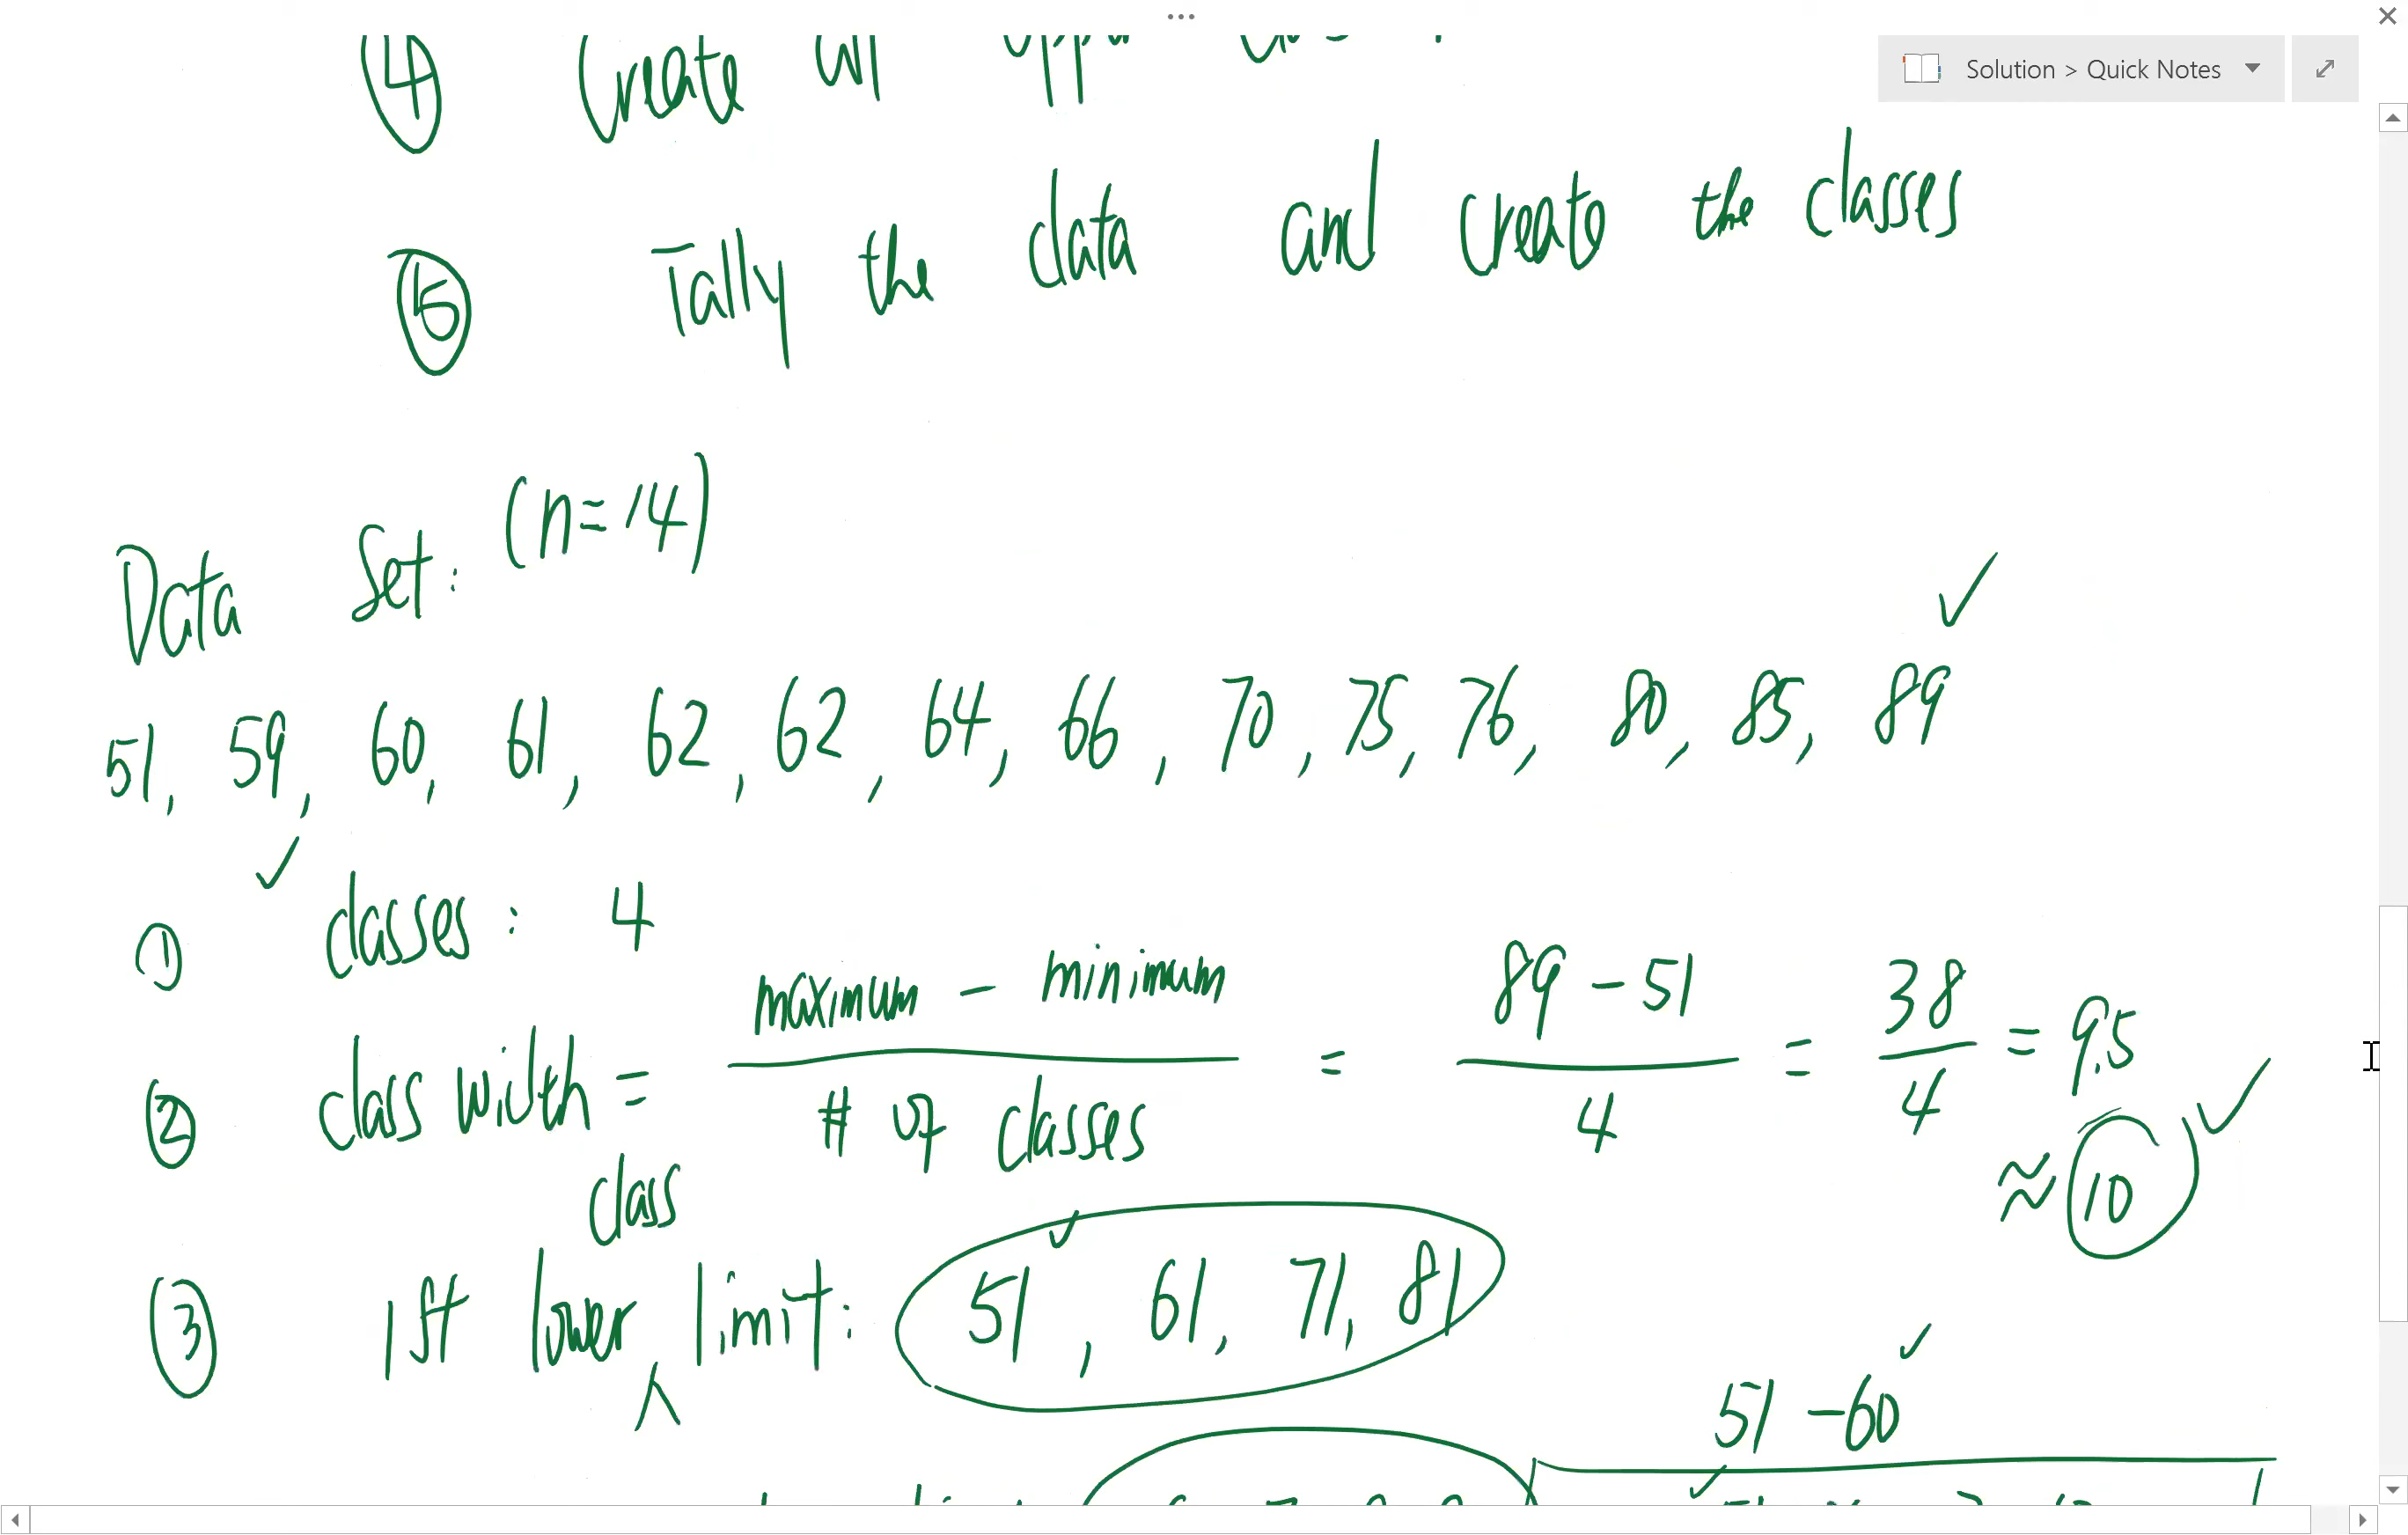 Solution > Quick Notes
④ Create all upper class
⑤ Tally the data and create the classes
Data Set: (n=14)
51, 59, 60, 61, 62, 62, 64, 66, 70, 75, 76, 80, 85, 89
① classes: 4
② class width = maximum − minimum / # of classes = 89 − 51 / 4 = 38 / 4 = 9.5
≈ 10
③ 1st lower class limit: 51, 61, 71, 81
51 − 60